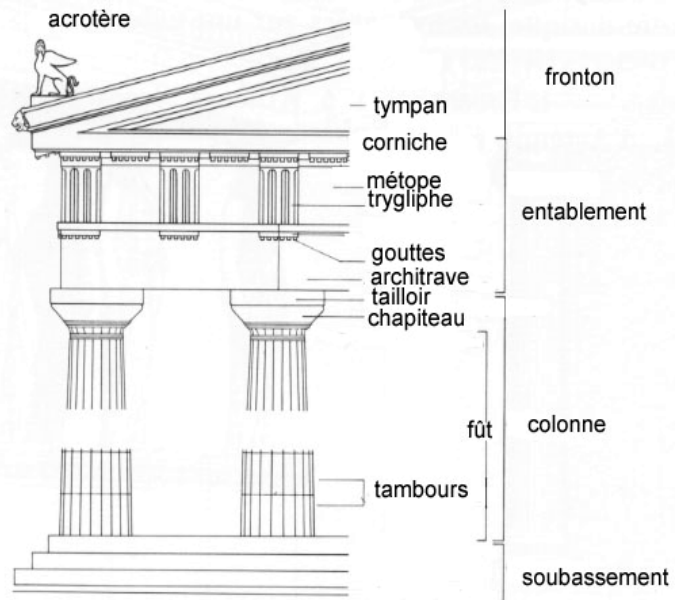 acrotère
fronton
tympan
corniche
métope
trygliphe
entablement
gouttes
architrave
tailloir
chapiteau
fût
colonne
tambours
soubassement